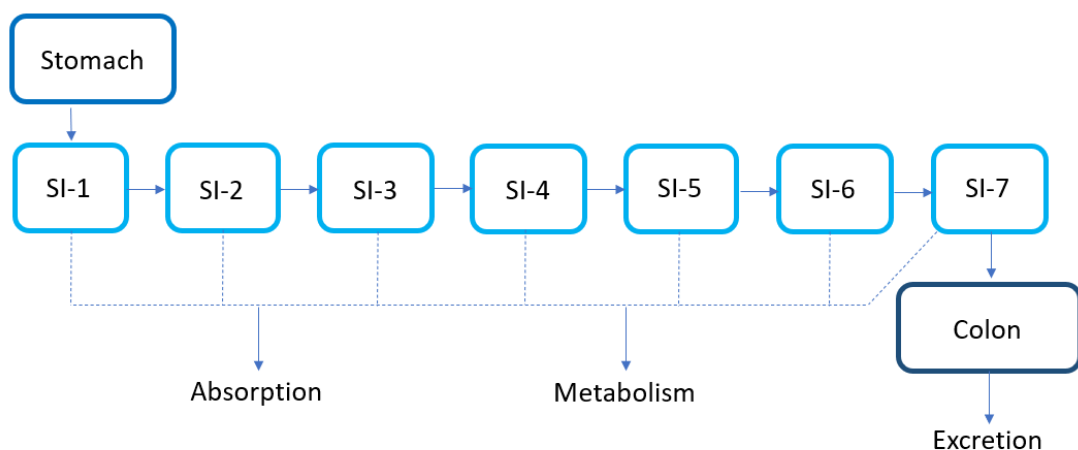 Stomach
SI-1
SI-2
SI-3
SI-4
SI-5
SI-6
SI-7
Colon
Absorption
Metabolism
Excretion